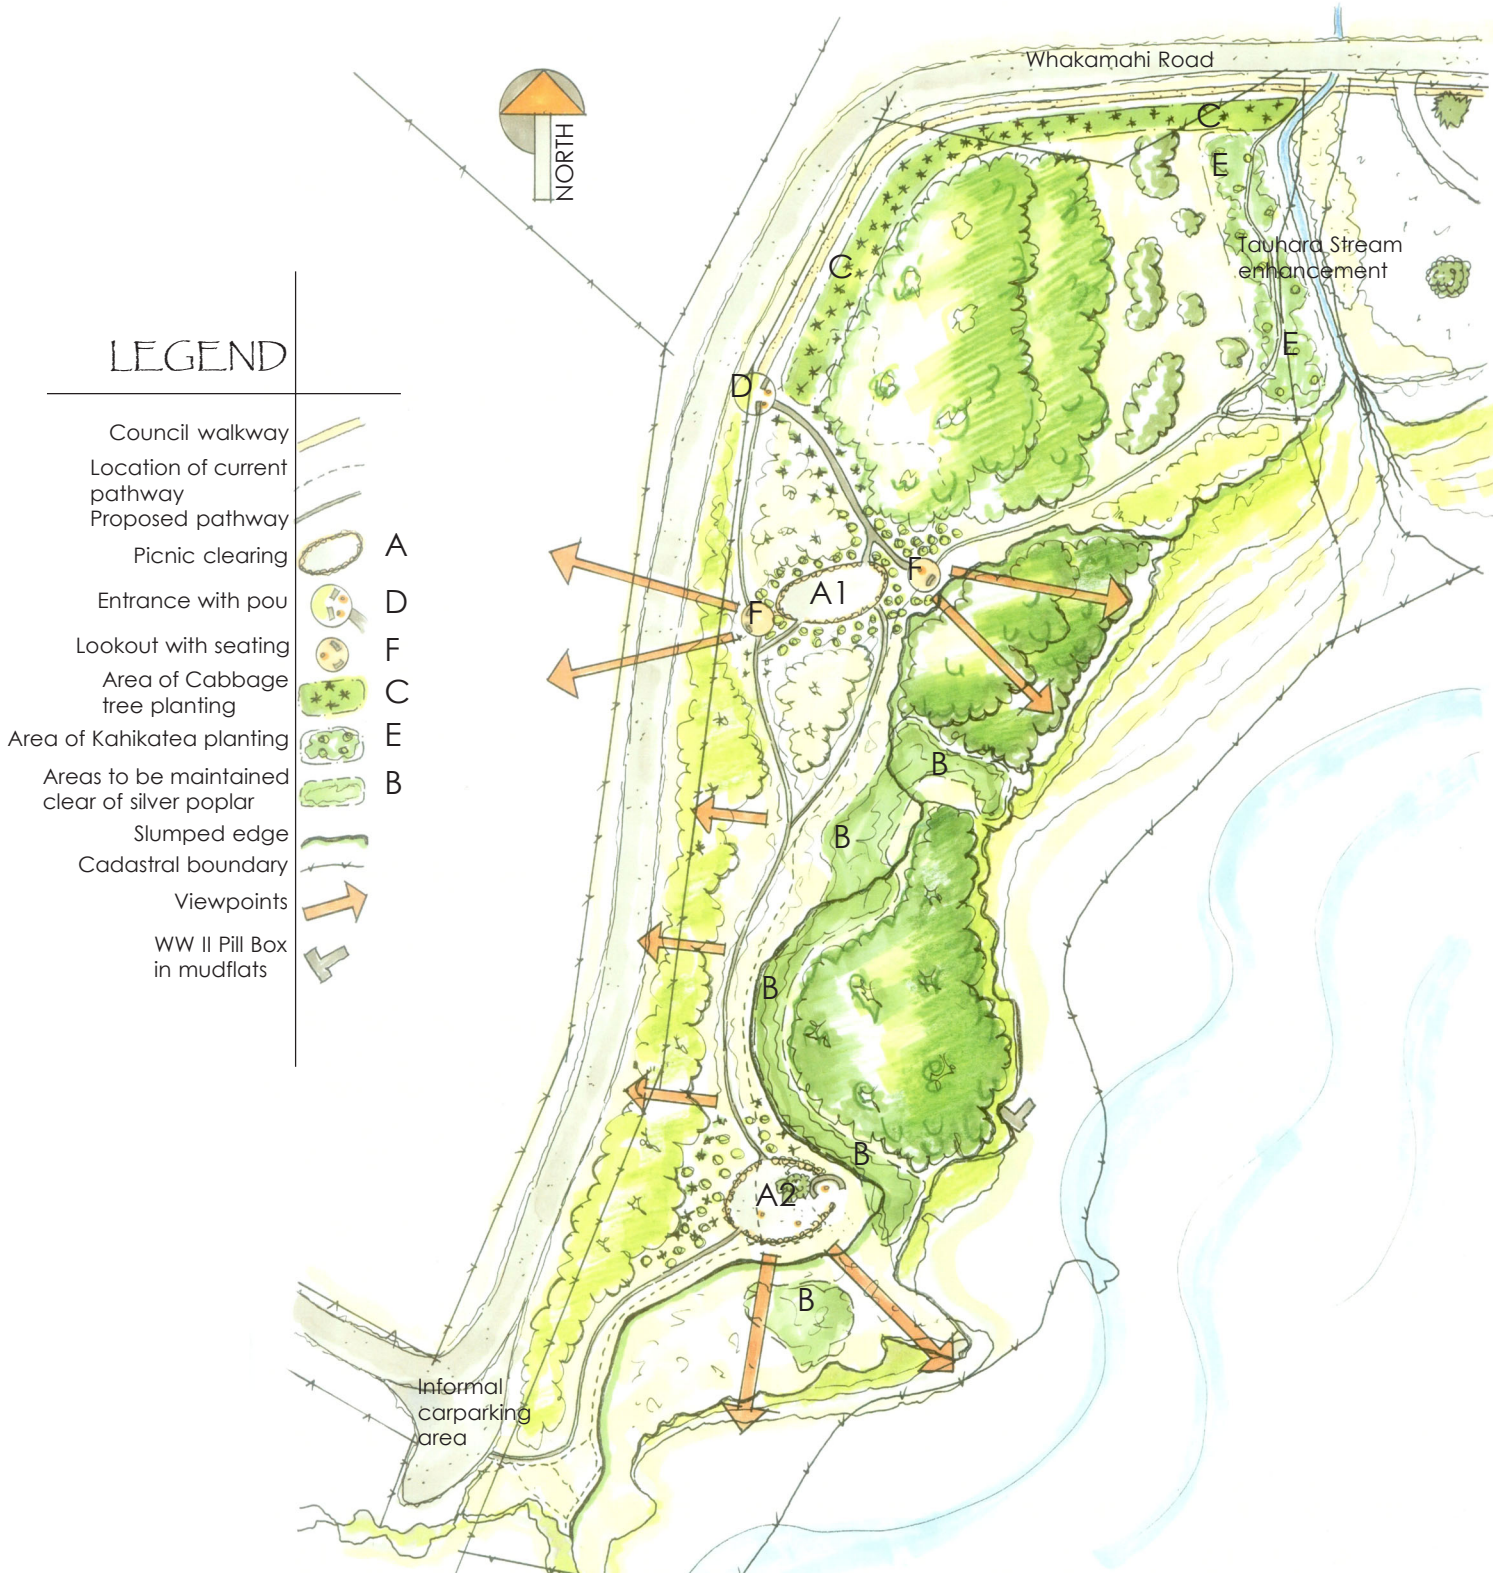 Whakamahi Road
NORTH
C
E
Tauhara Stream
enhancement
C
E
D
LEGEND
Council walkway
Location of current
pathway
Proposed pathway
Picnic clearing A
Entrance with pou D
Lookout with seating F
Area of Cabbage
tree planting C
Area of Kahikatea planting E
Areas to be maintained
clear of silver poplar B
Slumped edge
Cadastral boundary
Viewpoints
WW II Pill Box
in mudflats
F
A1
F
B
B
B
B
A2
B
Informal
carparking
area